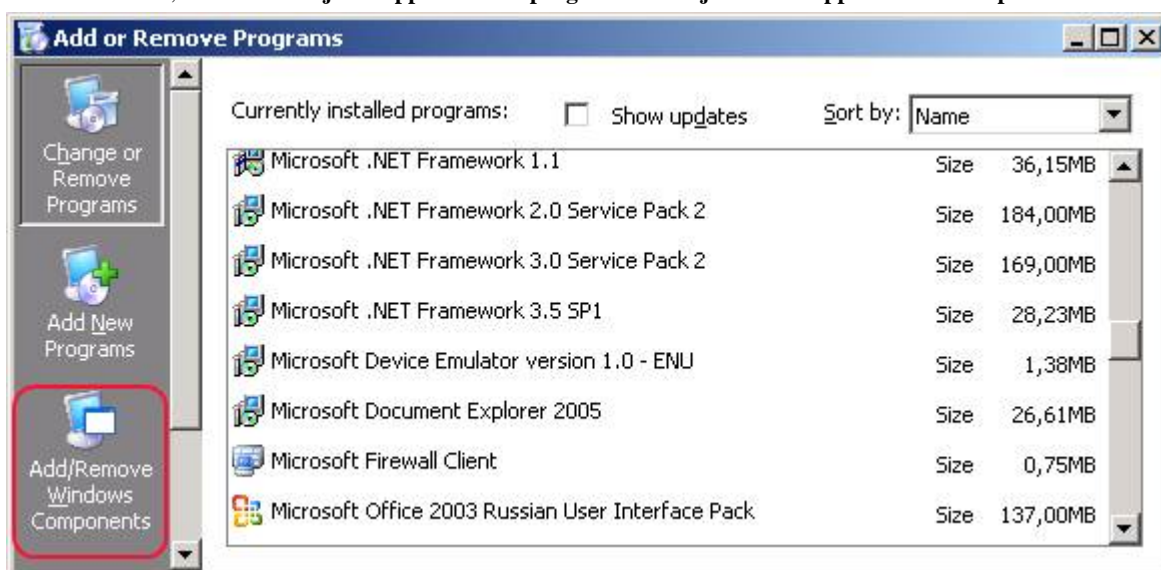 Add or Remove Programs
Change or
Remove
Programs
Add New
Programs
Add/Remove
Windows
Components
Currently installed programs:
Show updates
Sort by: Name
Microsoft .NET Framework 1.1 Size 36,15MB
Microsoft .NET Framework 2.0 Service Pack 2 Size 184,00MB
Microsoft .NET Framework 3.0 Service Pack 2 Size 169,00MB
Microsoft .NET Framework 3.5 SP1 Size 28,23MB
Microsoft Device Emulator version 1.0 - ENU Size 1,38MB
Microsoft Document Explorer 2005 Size 26,61MB
Microsoft Firewall Client Size 0,75MB
Microsoft Office 2003 Russian User Interface Pack Size 137,00MB